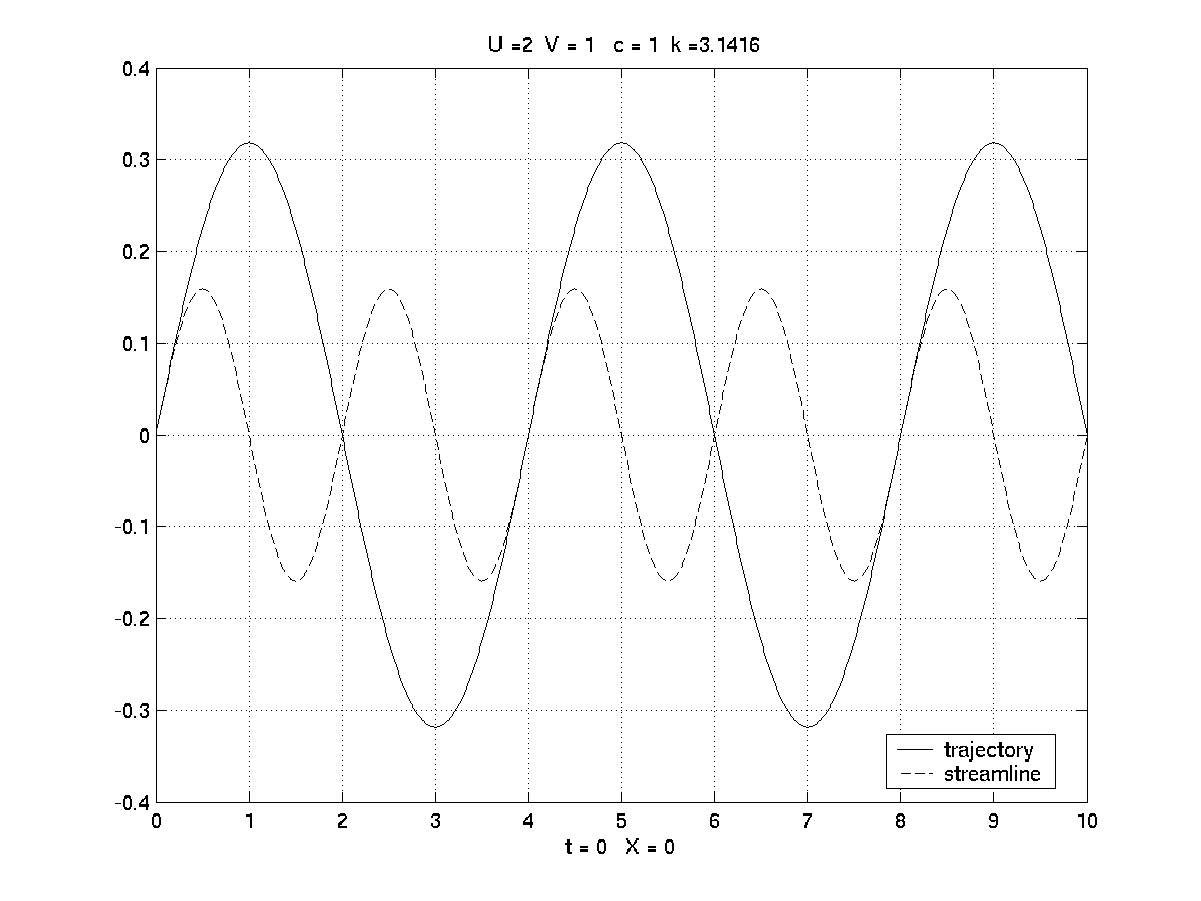 U =2 V = 1 c = 1 k =3.1416
0.4
0.3
0.2
0.1
0
-0.1
-0.2
-0.3
-0.4
trajectory
streamline
0 1 2 3 4 5 6 7 8 9 10
t = 0 X = 0